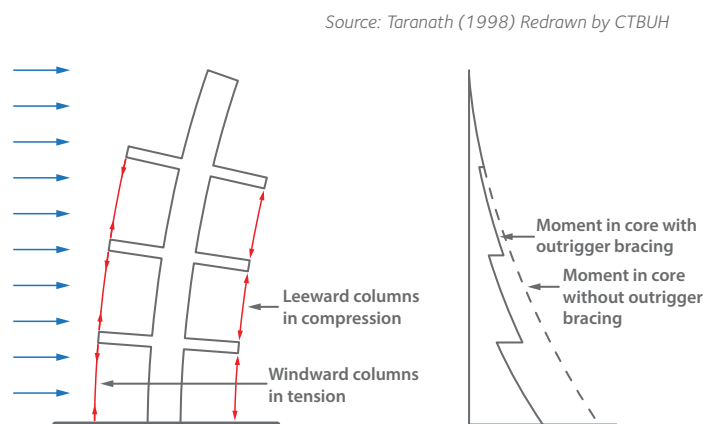 Source: Taranath (1998) Redrawn by CTBUH
Moment in core with
outrigger bracing
Moment in core
without outrigger
bracing
Leeward columns
in compression
Windward columns
in tension